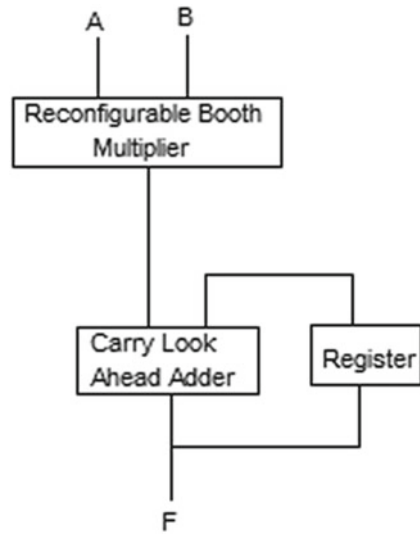 A
B
Reconfigurable Booth
Multiplier
Carry Look
Ahead Adder
Register
F